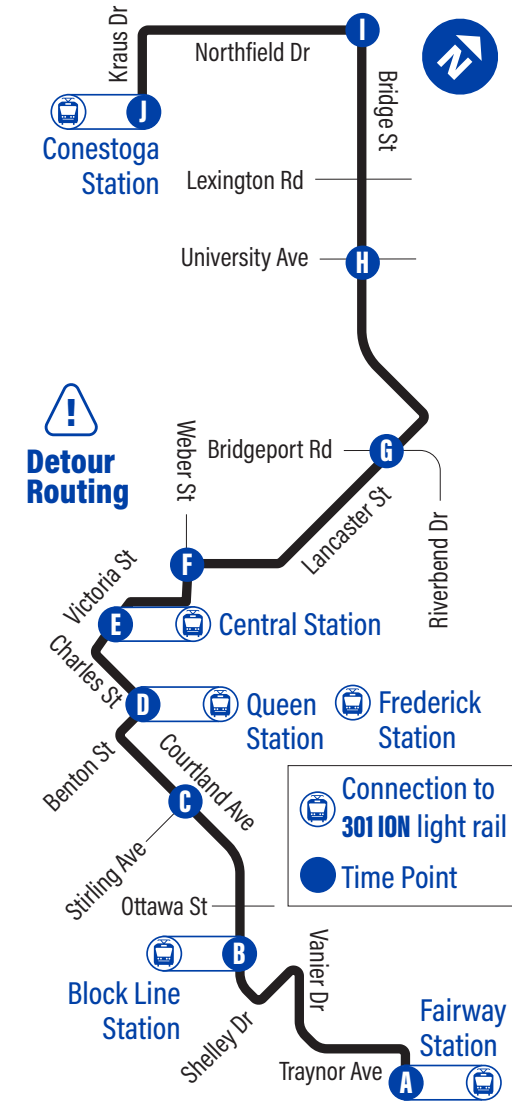 Kraus Dr
I
N
Northfield Dr
Bridge St
J
Conestoga
Station
Lexington Rd
University Ave
H
!
Detour
Routing
Weber St
Bridgeport Rd
G
Lancaster St
Riverbend Dr
F
Victoria St
E
Central Station
Charles St
D
Queen
Station
Frederick
Station
Benton St
Courtland Ave
C
Stirling Ave
Connection to
301 ION light rail
Time Point
Ottawa St
B
Block Line
Station
Vanier Dr
Shelley Dr
Fairway
Station
Traynor Ave
A